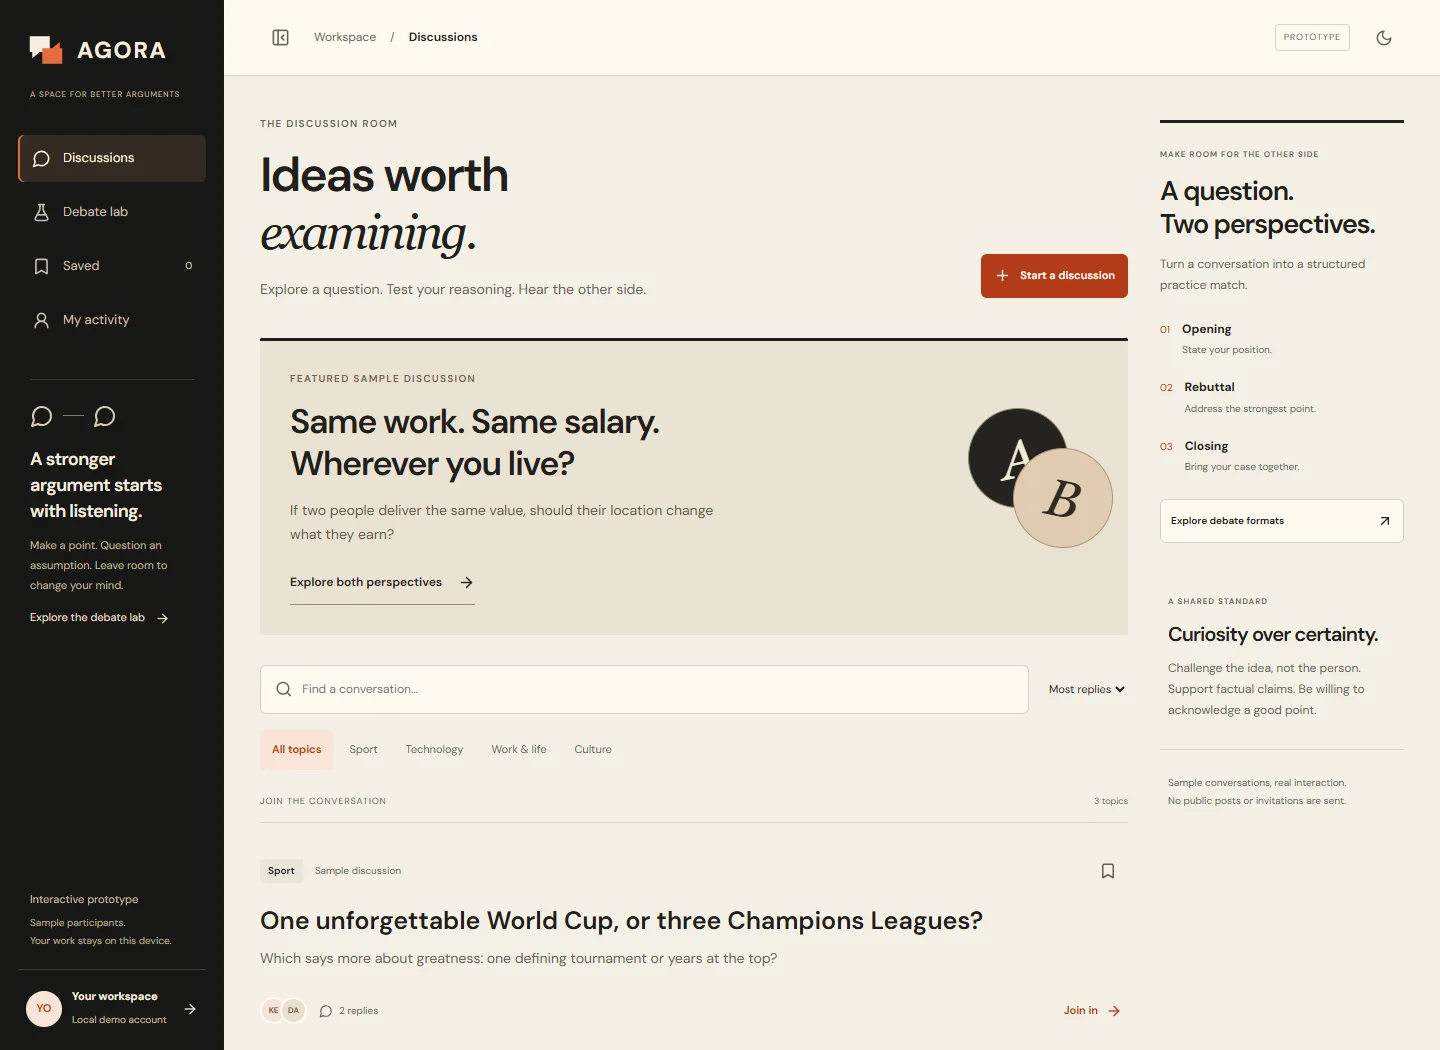 AGORA
A SPACE FOR BETTER ARGUMENTS
Discussions
Debate lab
Saved 0
My activity
A stronger
argument starts
with listening.
Make a point. Question an
assumption. Leave room to
change your mind.
Explore the debate lab
Interactive prototype
Sample participants.
Your work stays on this device.
YO
Your workspace
Local demo account
Workspace / Discussions
PROTOTYPE
THE DISCUSSION ROOM
Ideas worth
examining.
Explore a question. Test your reasoning. Hear the other side.
Start a discussion
FEATURED SAMPLE DISCUSSION
Same work. Same salary.
Wherever you live?
If two people deliver the same value, should their location change
what they earn?
Explore both perspectives
A
B
Find a conversation...
Most replies
All topics Sport Technology Work & life Culture
JOIN THE CONVERSATION 3 topics
Sport Sample discussion
One unforgettable World Cup, or three Champions Leagues?
Which says more about greatness: one defining tournament or years at the top?
KE DA 2 replies Join in
MAKE ROOM FOR THE OTHER SIDE
A question.
Two perspectives.
Turn a conversation into a structured
practice match.
01 Opening
State your position.
02 Rebuttal
Address the strongest point.
03 Closing
Bring your case together.
Explore debate formats
A SHARED STANDARD
Curiosity over certainty.
Challenge the idea, not the person.
Support factual claims. Be willing to
acknowledge a good point.
Sample conversations, real interaction.
No public posts or invitations are sent.